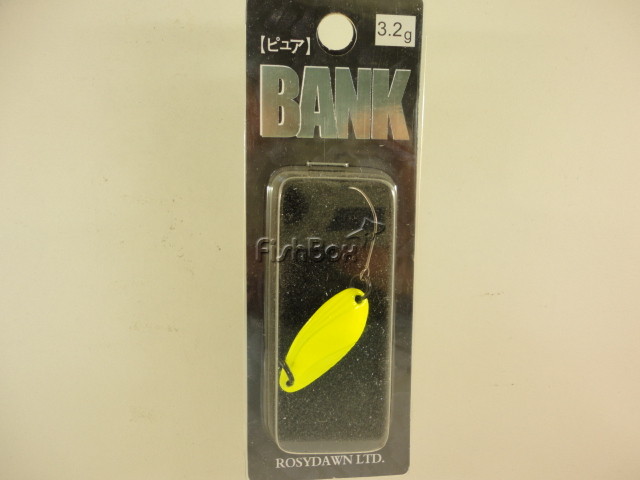 3.2g
【ピュア】
BANK
FishBox
ROSYDAWN LTD.